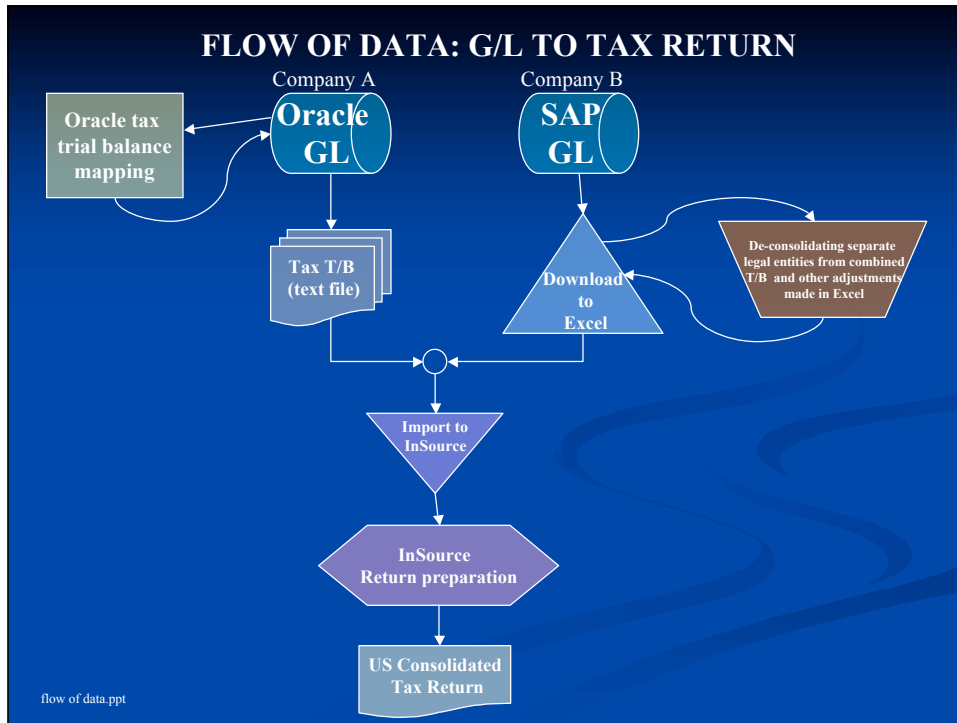 FLOW OF DATA: G/L TO TAX RETURN
Company A
Company B
Oracle tax
trial balance
mapping
Oracle
GL
SAP
GL
Tax T/B
(text file)
Download
to
Excel
De-consolidating separate
legal entities from combined
T/B and other adjustments
made in Excel
Import to
InSource
InSource
Return preparation
US Consolidated
Tax Return
flow of data.ppt